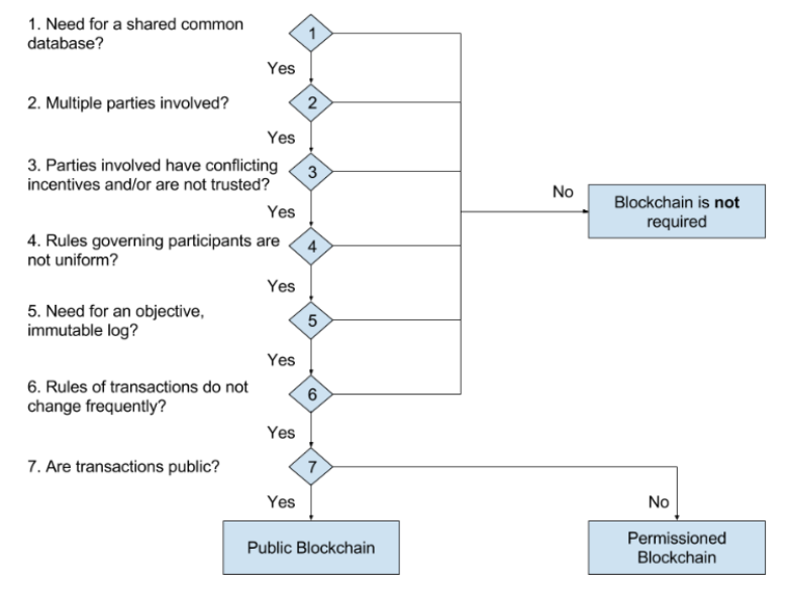 1. Need for a shared common
database?
1
Yes
2. Multiple parties involved?
2
Yes
3. Parties involved have conflicting
incentives and/or are not trusted?
3
Yes
No
Blockchain is not
required
4. Rules governing participants are
not uniform?
4
Yes
5. Need for an objective,
immutable log?
5
Yes
6. Rules of transactions do not
change frequently?
6
Yes
7. Are transactions public?
7
Yes
No
Public Blockchain
Permissioned
Blockchain